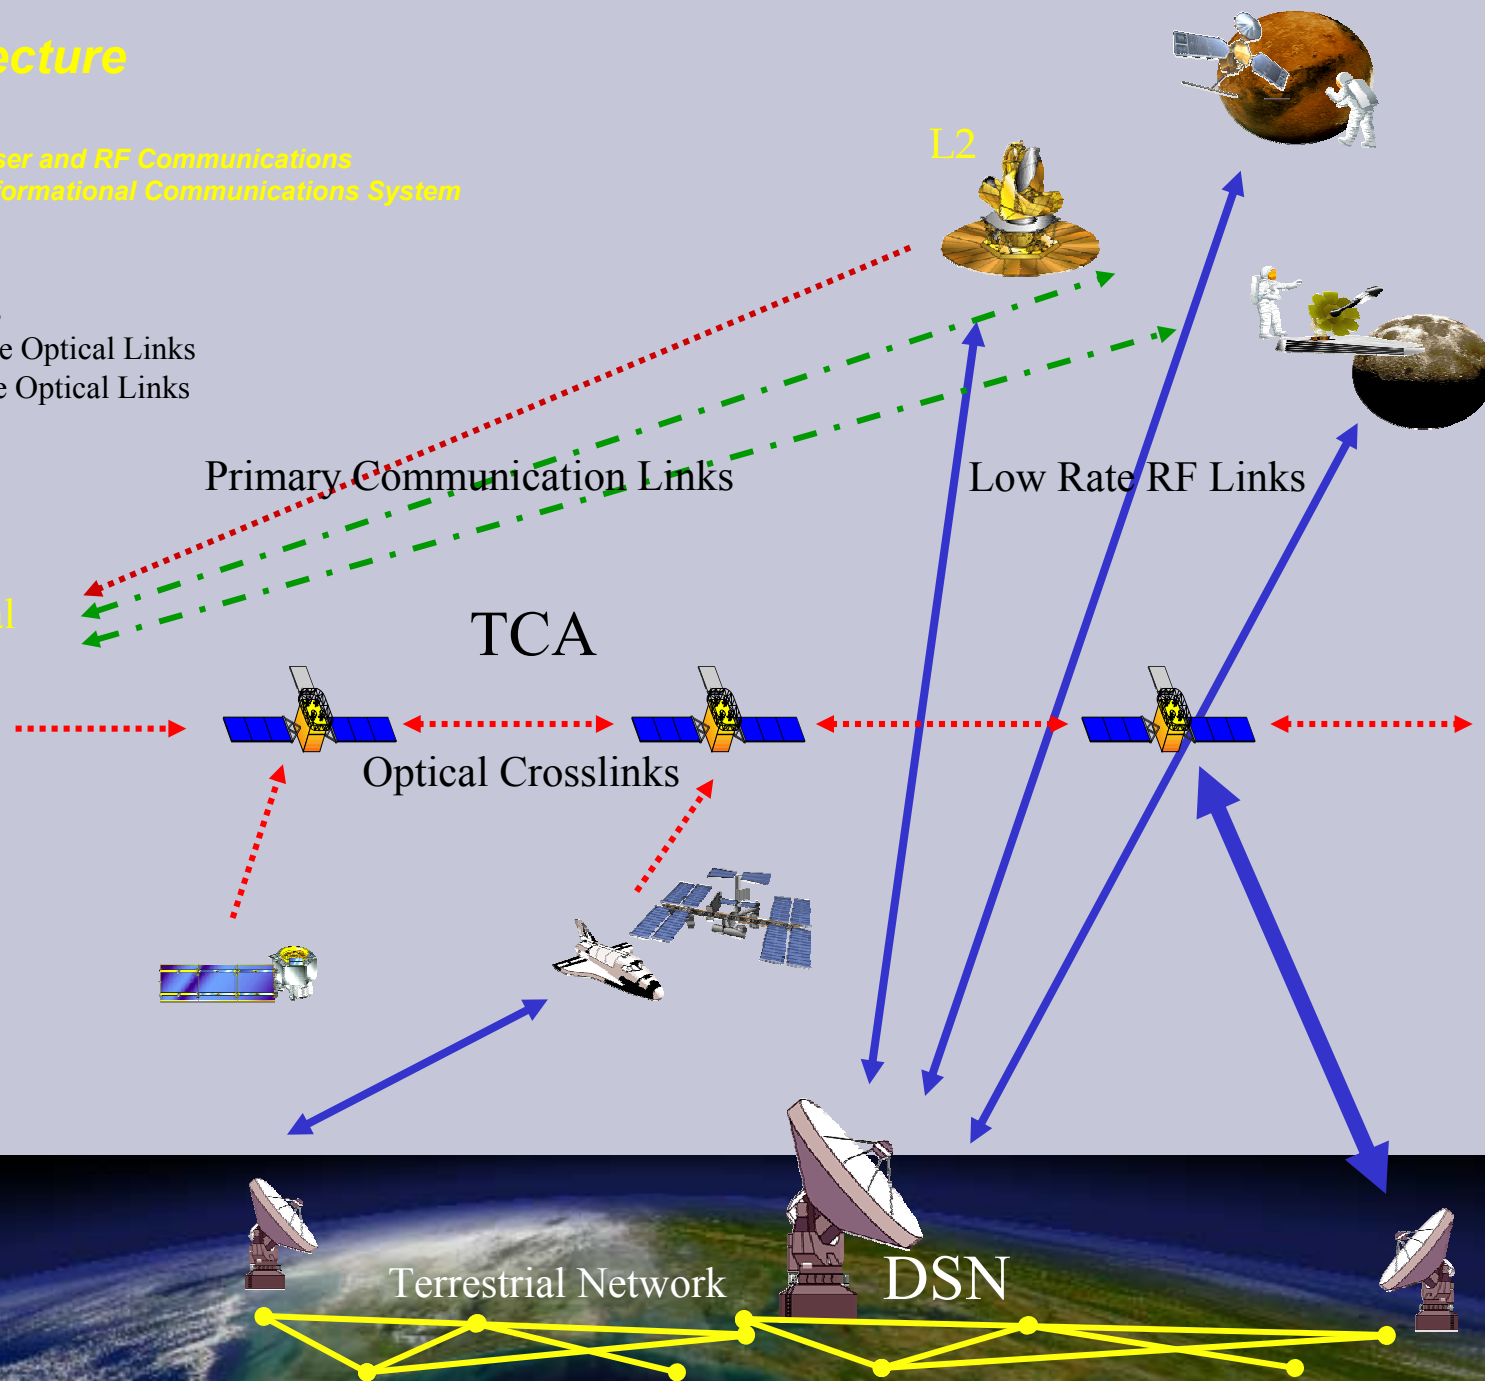 ecture
ser and RF Communications
formational Communications System
L2
e Optical Links
e Optical Links
Primary Communication Links
Low Rate RF Links
al
TCA
Optical Crosslinks
Terrestrial Network
DSN